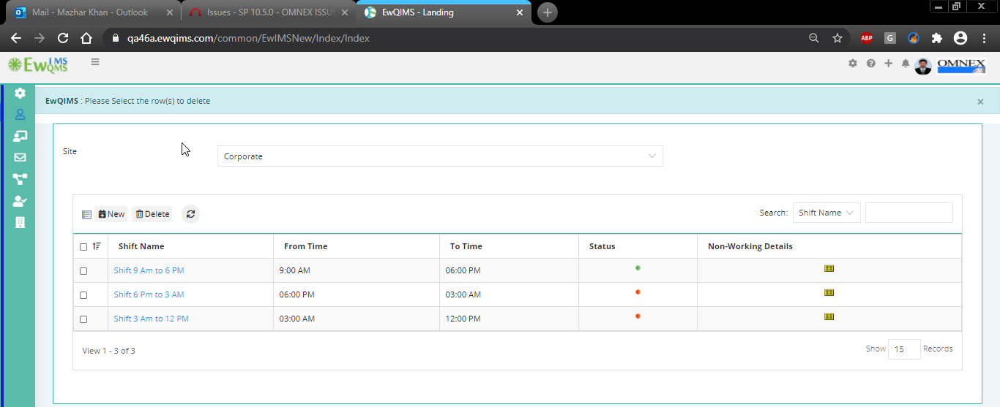 Mail - Mazhar Khan - Outlook
Issues - SP 10.5.0 - OMNEX ISSUE
EwQIMS - Landing
qa46a.ewqims.com/common/EwIMSNew/Index/Index
ABP
G
EwIMS
QMS
OMNEX
EwQIMS : Please Select the row(s) to delete
Site
Corporate
New
Delete
Search:
Shift Name
Shift Name From Time To Time Status Non-Working Details
Shift 9 Am to 6 PM 9:00 AM 06:00 PM
Shift 6 Pm to 3 AM 06:00 PM 03:00 AM
Shift 3 Am to 12 PM 03:00 AM 12:00 PM
View 1 - 3 of 3
Show 15 Records